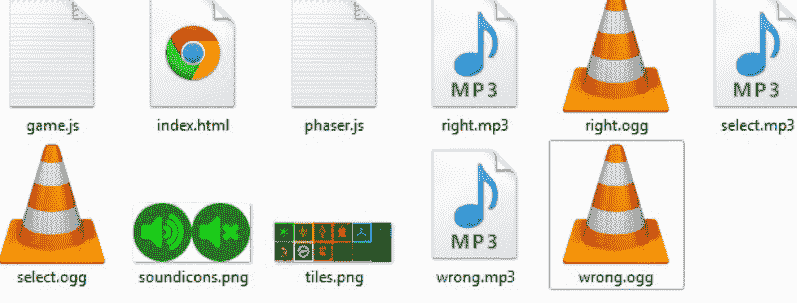 MP3
MP3
game.js
index.html
phaser.js
right.mp3
right.ogg
select.mp3
MP3
select.ogg
soundicons.png
tiles.png
wrong.mp3
wrong.ogg